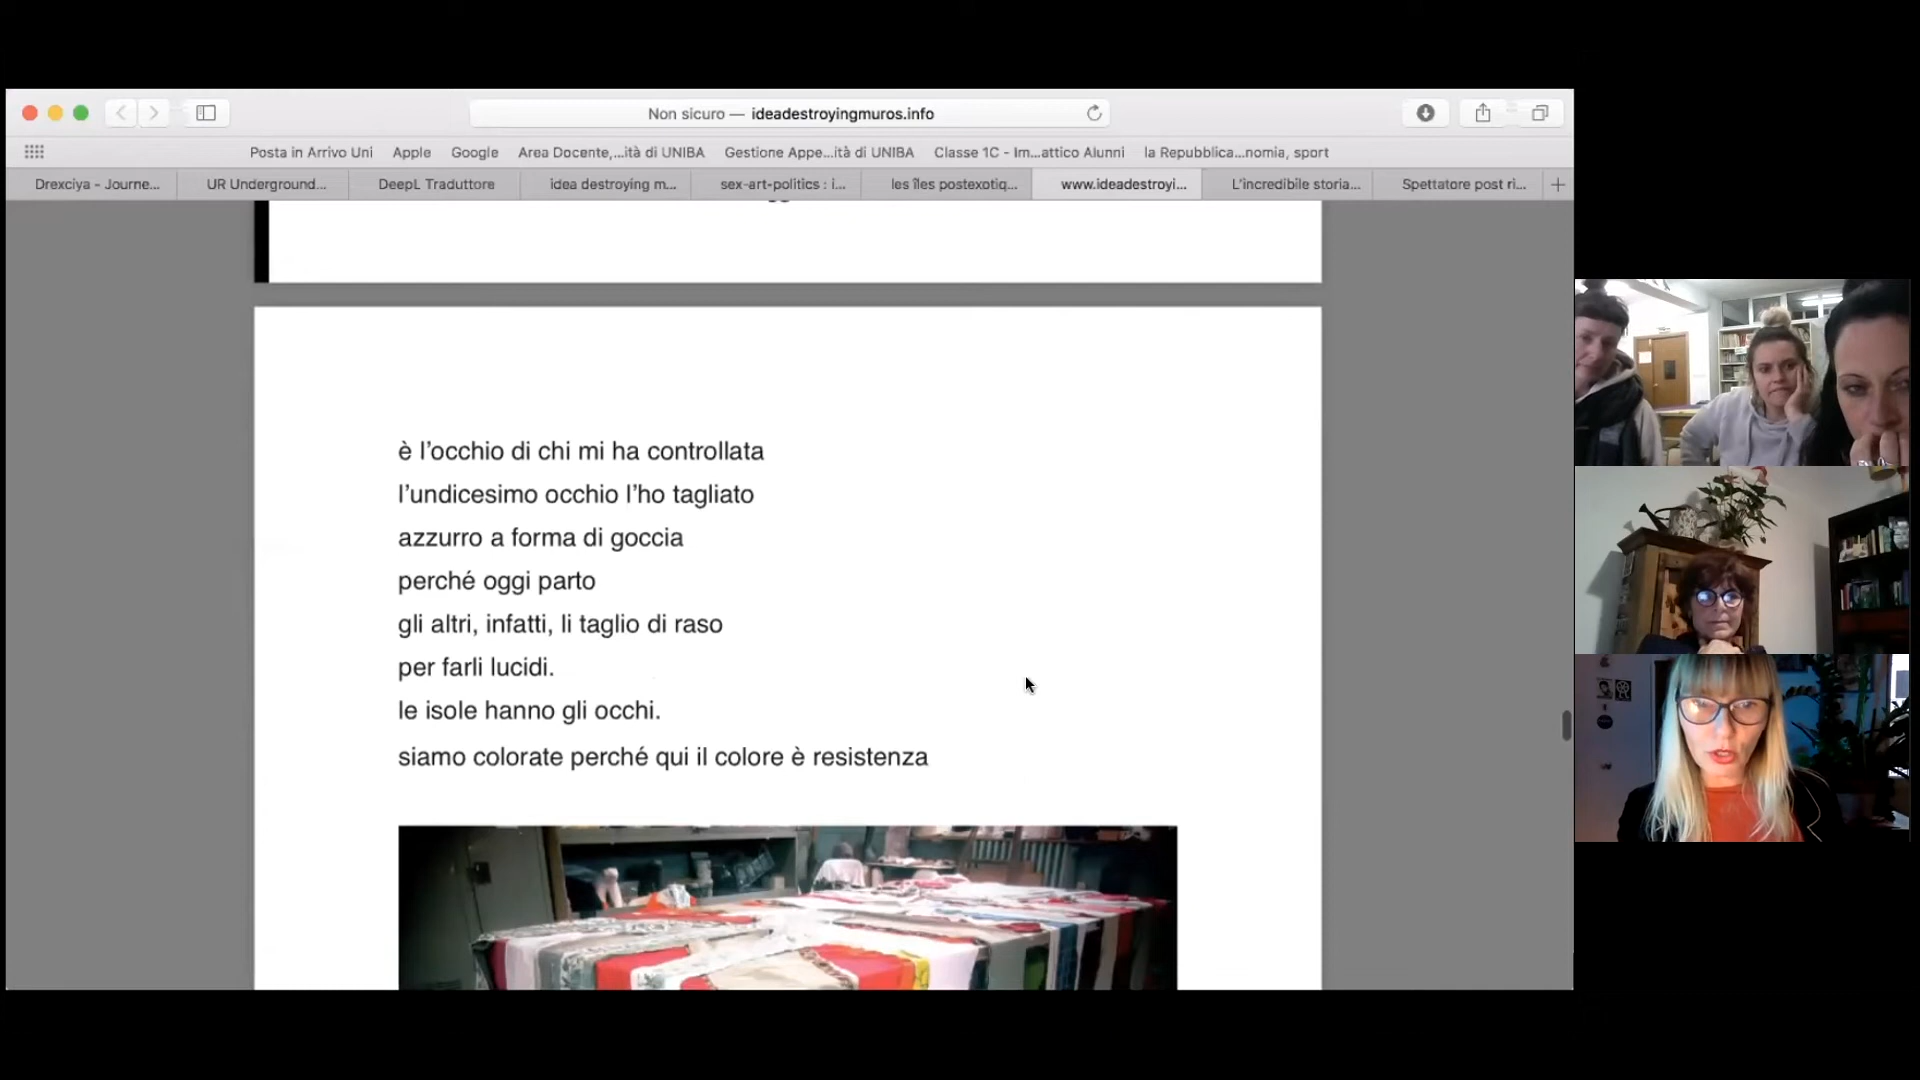 Non sicuro — ideadestroyingmuros.info
Posta in Arrivo Uni Apple Google Area Docente,...ità di UNIBA Gestione Appe...ità di UNIBA Classe 1C - Im...attico Alunni la Repubblica...nomia, sport
Drexciya - Journe... UR Underground... DeepL Traduttore idea destroying m... sex-art-politics : i... les îles postexotiq... www.ideadestroyi... L'incredibile storia... Spettatore post ri...
è l'occhio di chi mi ha controllata
l'undicesimo occhio l'ho tagliato
azzurro a forma di goccia
perché oggi parto
gli altri, infatti, li taglio di raso
per farli lucidi.
le isole hanno gli occhi.
siamo colorate perché qui il colore è resistenza